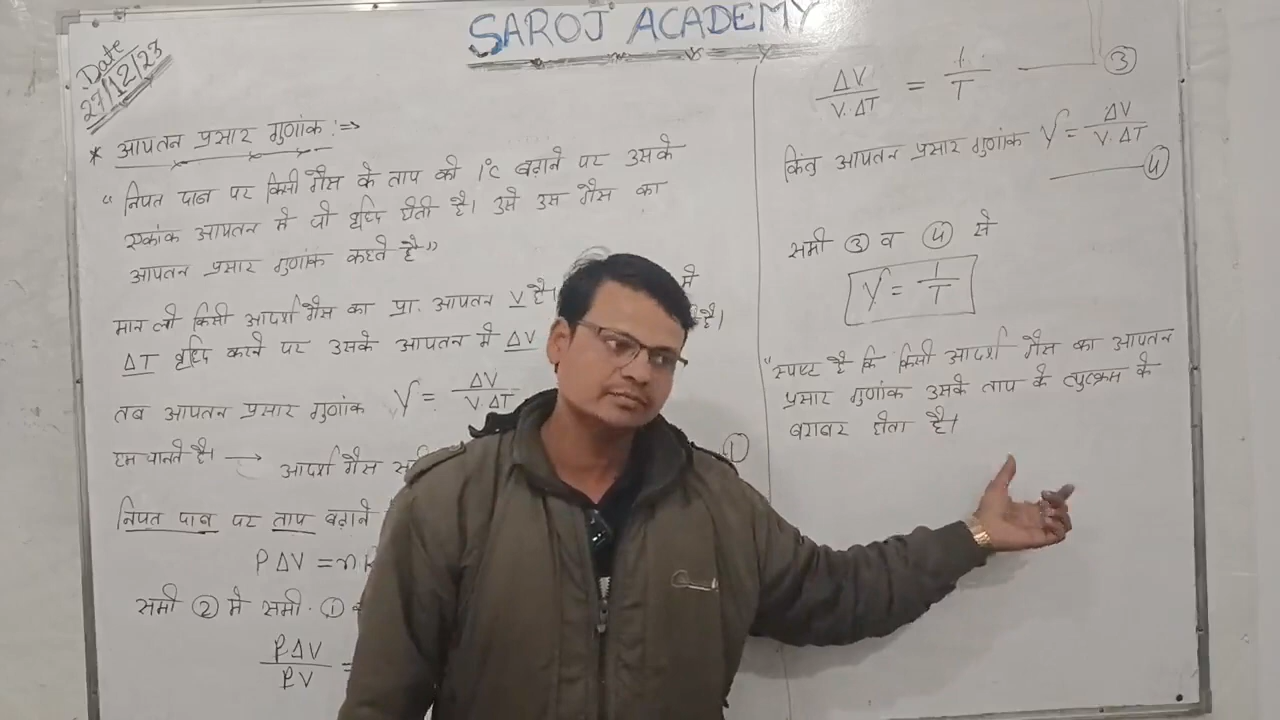 SAROJ ACADEMY
Date
27/12/23
* आपतन प्रसार गुणांक :⇒
“ नियत दाब पर किसी गैस के ताप को 1°C बढ़ाने पर उसके
एकांक आयतन में जो वृद्धि होती है। उसे उस गैस का
आयतन प्रसार गुणांक कहते है ”
मान लो किसी आदर्श गैस का प्रा. आयतन V है। में
ΔT वृद्धि करने पर उसके आयतन में ΔV है।
तब आयतन प्रसार गुणांक γ = ΔV / V·ΔT
हम जानते है। → आदर्श गैस ①
नियत दाब पर ताप बढ़ाने
PΔV = n
समी ② में समी. ①
PΔV / PV =
ΔV / V·ΔT = 1 / T — ③
किंतु आयतन प्रसार गुणांक γ = ΔV / V·ΔT
— ④
समी ③ व ④ से
γ = 1 / T
“ स्पष्ट है कि किसी आदर्श गैस का आयतन
प्रसार गुणांक उसके ताप के व्युत्क्रम के
बराबर होता है।